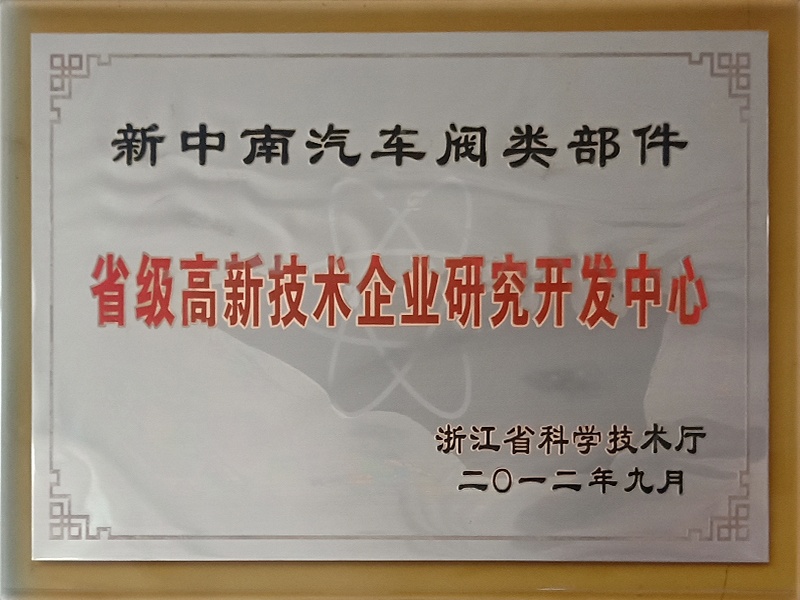 新中南汽车阀类部件
省级高新技术企业研究开发中心
浙江省科学技术厅
二〇一二年九月